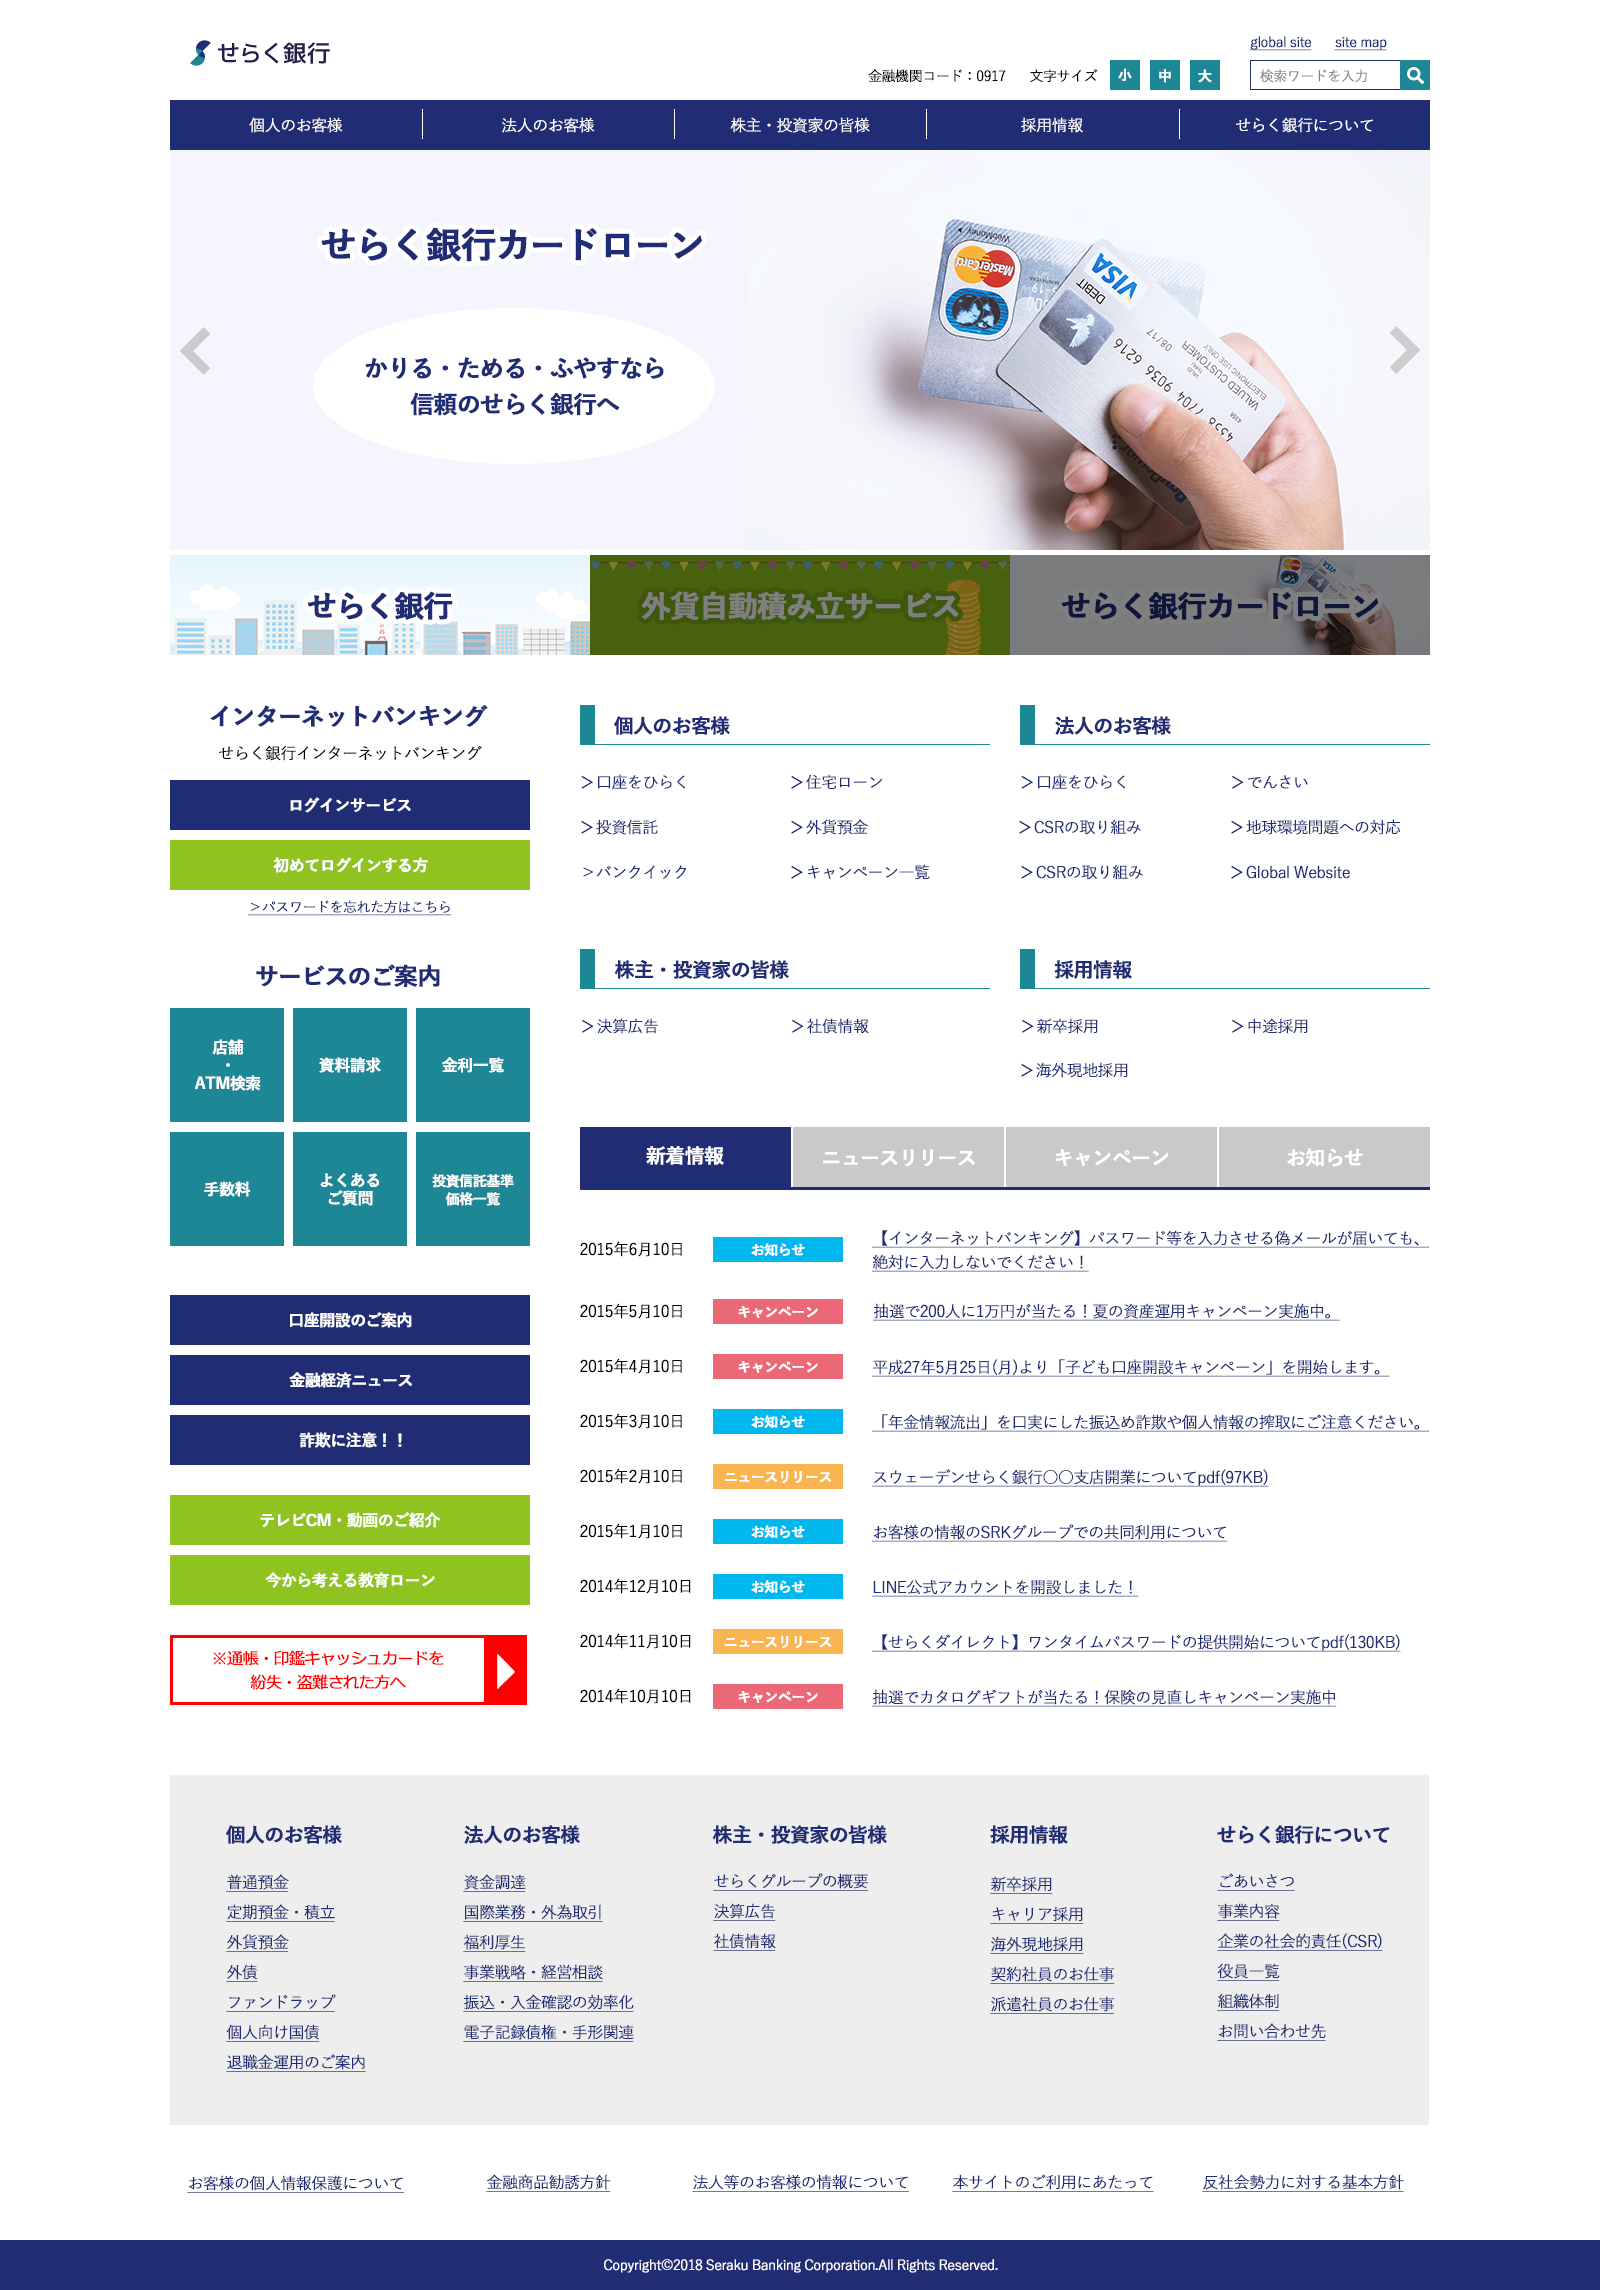 せらく銀行
global site
site map
金融機関コード：0917
文字サイズ
小
中
大
検索ワードを入力
個人のお客様
法人のお客様
株主・投資家の皆様
採用情報
せらく銀行について
せらく銀行カードローン
かりる・ためる・ふやすなら
信頼のせらく銀行へ
WebMoney
MasterCard
VISA
DEBIT
08/17
VALUED CUSTOMER
ELECTRONIC USE ONLY
せらく銀行
外貨自動積み立サービス
せらく銀行カードローン
インターネットバンキング
せらく銀行インターネットバンキング
ログインサービス
初めてログインする方
＞パスワードを忘れた方はこちら
サービスのご案内
店舗
・
ATM検索
資料請求
金利一覧
手数料
よくある
ご質問
投資信託基準
価格一覧
口座開設のご案内
金融経済ニュース
詐欺に注意！！
テレビCM・動画のご紹介
今から考える教育ローン
※通帳・印鑑キャッシュカードを
紛失・盗難された方へ
個人のお客様
＞口座をひらく
＞住宅ローン
＞投資信託
＞外貨預金
＞バンクイック
＞キャンペーン一覧
法人のお客様
＞口座をひらく
＞でんさい
＞CSRの取り組み
＞地球環境問題への対応
＞CSRの取り組み
＞Global Website
株主・投資家の皆様
＞決算広告
＞社債情報
採用情報
＞新卒採用
＞中途採用
＞海外現地採用
新着情報
ニュースリリース
キャンペーン
お知らせ
2015年6月10日
お知らせ
【インターネットバンキング】パスワード等を入力させる偽メールが届いても、
絶対に入力しないでください！
2015年5月10日
キャンペーン
抽選で200人に1万円が当たる！夏の資産運用キャンペーン実施中。
2015年4月10日
キャンペーン
平成27年5月25日(月)より「子ども口座開設キャンペーン」を開始します。
2015年3月10日
お知らせ
「年金情報流出」を口実にした振込め詐欺や個人情報の搾取にご注意ください。
2015年2月10日
ニュースリリース
スウェーデンせらく銀行〇〇支店開業についてpdf(97KB)
2015年1月10日
お知らせ
お客様の情報のSRKグループでの共同利用について
2014年12月10日
お知らせ
LINE公式アカウントを開設しました！
2014年11月10日
ニュースリリース
【せらくダイレクト】ワンタイムパスワードの提供開始についてpdf(130KB)
2014年10月10日
キャンペーン
抽選でカタログギフトが当たる！保険の見直しキャンペーン実施中
個人のお客様
普通預金
定期預金・積立
外貨預金
外債
ファンドラップ
個人向け国債
退職金運用のご案内
法人のお客様
資金調達
国際業務・外為取引
福利厚生
事業戦略・経営相談
振込・入金確認の効率化
電子記録債権・手形関連
株主・投資家の皆様
せらくグループの概要
決算広告
社債情報
採用情報
新卒採用
キャリア採用
海外現地採用
契約社員のお仕事
派遣社員のお仕事
せらく銀行について
ごあいさつ
事業内容
企業の社会的責任(CSR)
役員一覧
組織体制
お問い合わせ先
お客様の個人情報保護について
金融商品勧誘方針
法人等のお客様の情報について
本サイトのご利用にあたって
反社会勢力に対する基本方針
Copyright©2018 Seraku Banking Corporation.All Rights Reserved.